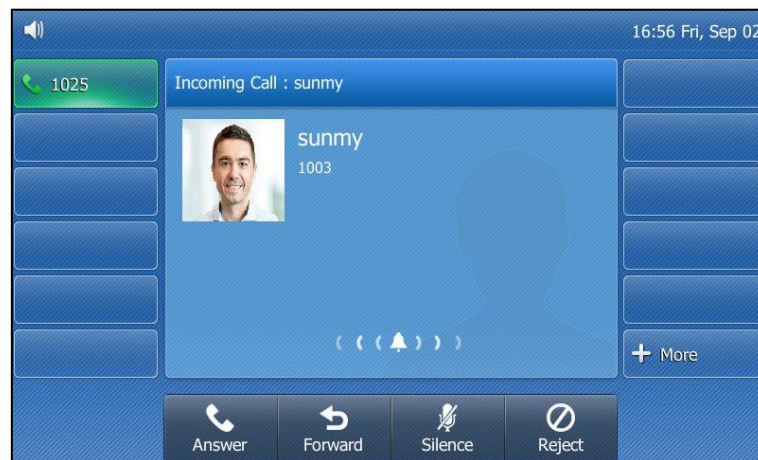 16:56 Fri, Sep 02
1025
Incoming Call : sunmy
sunmy
1003
More
Answer
Forward
Silence
Reject